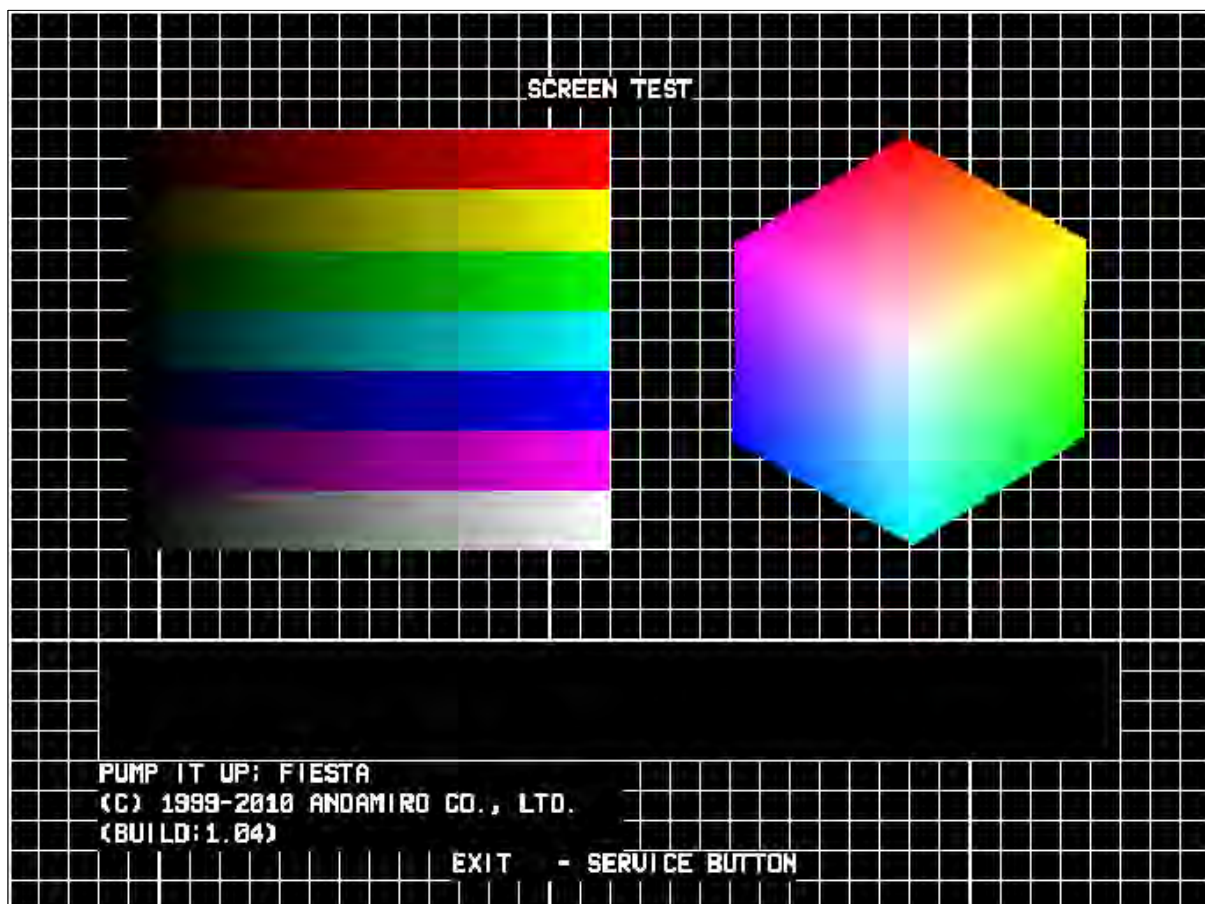 SCREEN TEST
PUMP IT UP: FIESTA
(C) 1999-2010 ANDAMIRO CO., LTD.
(BUILD:1.04)
EXIT - SERVICE BUTTON